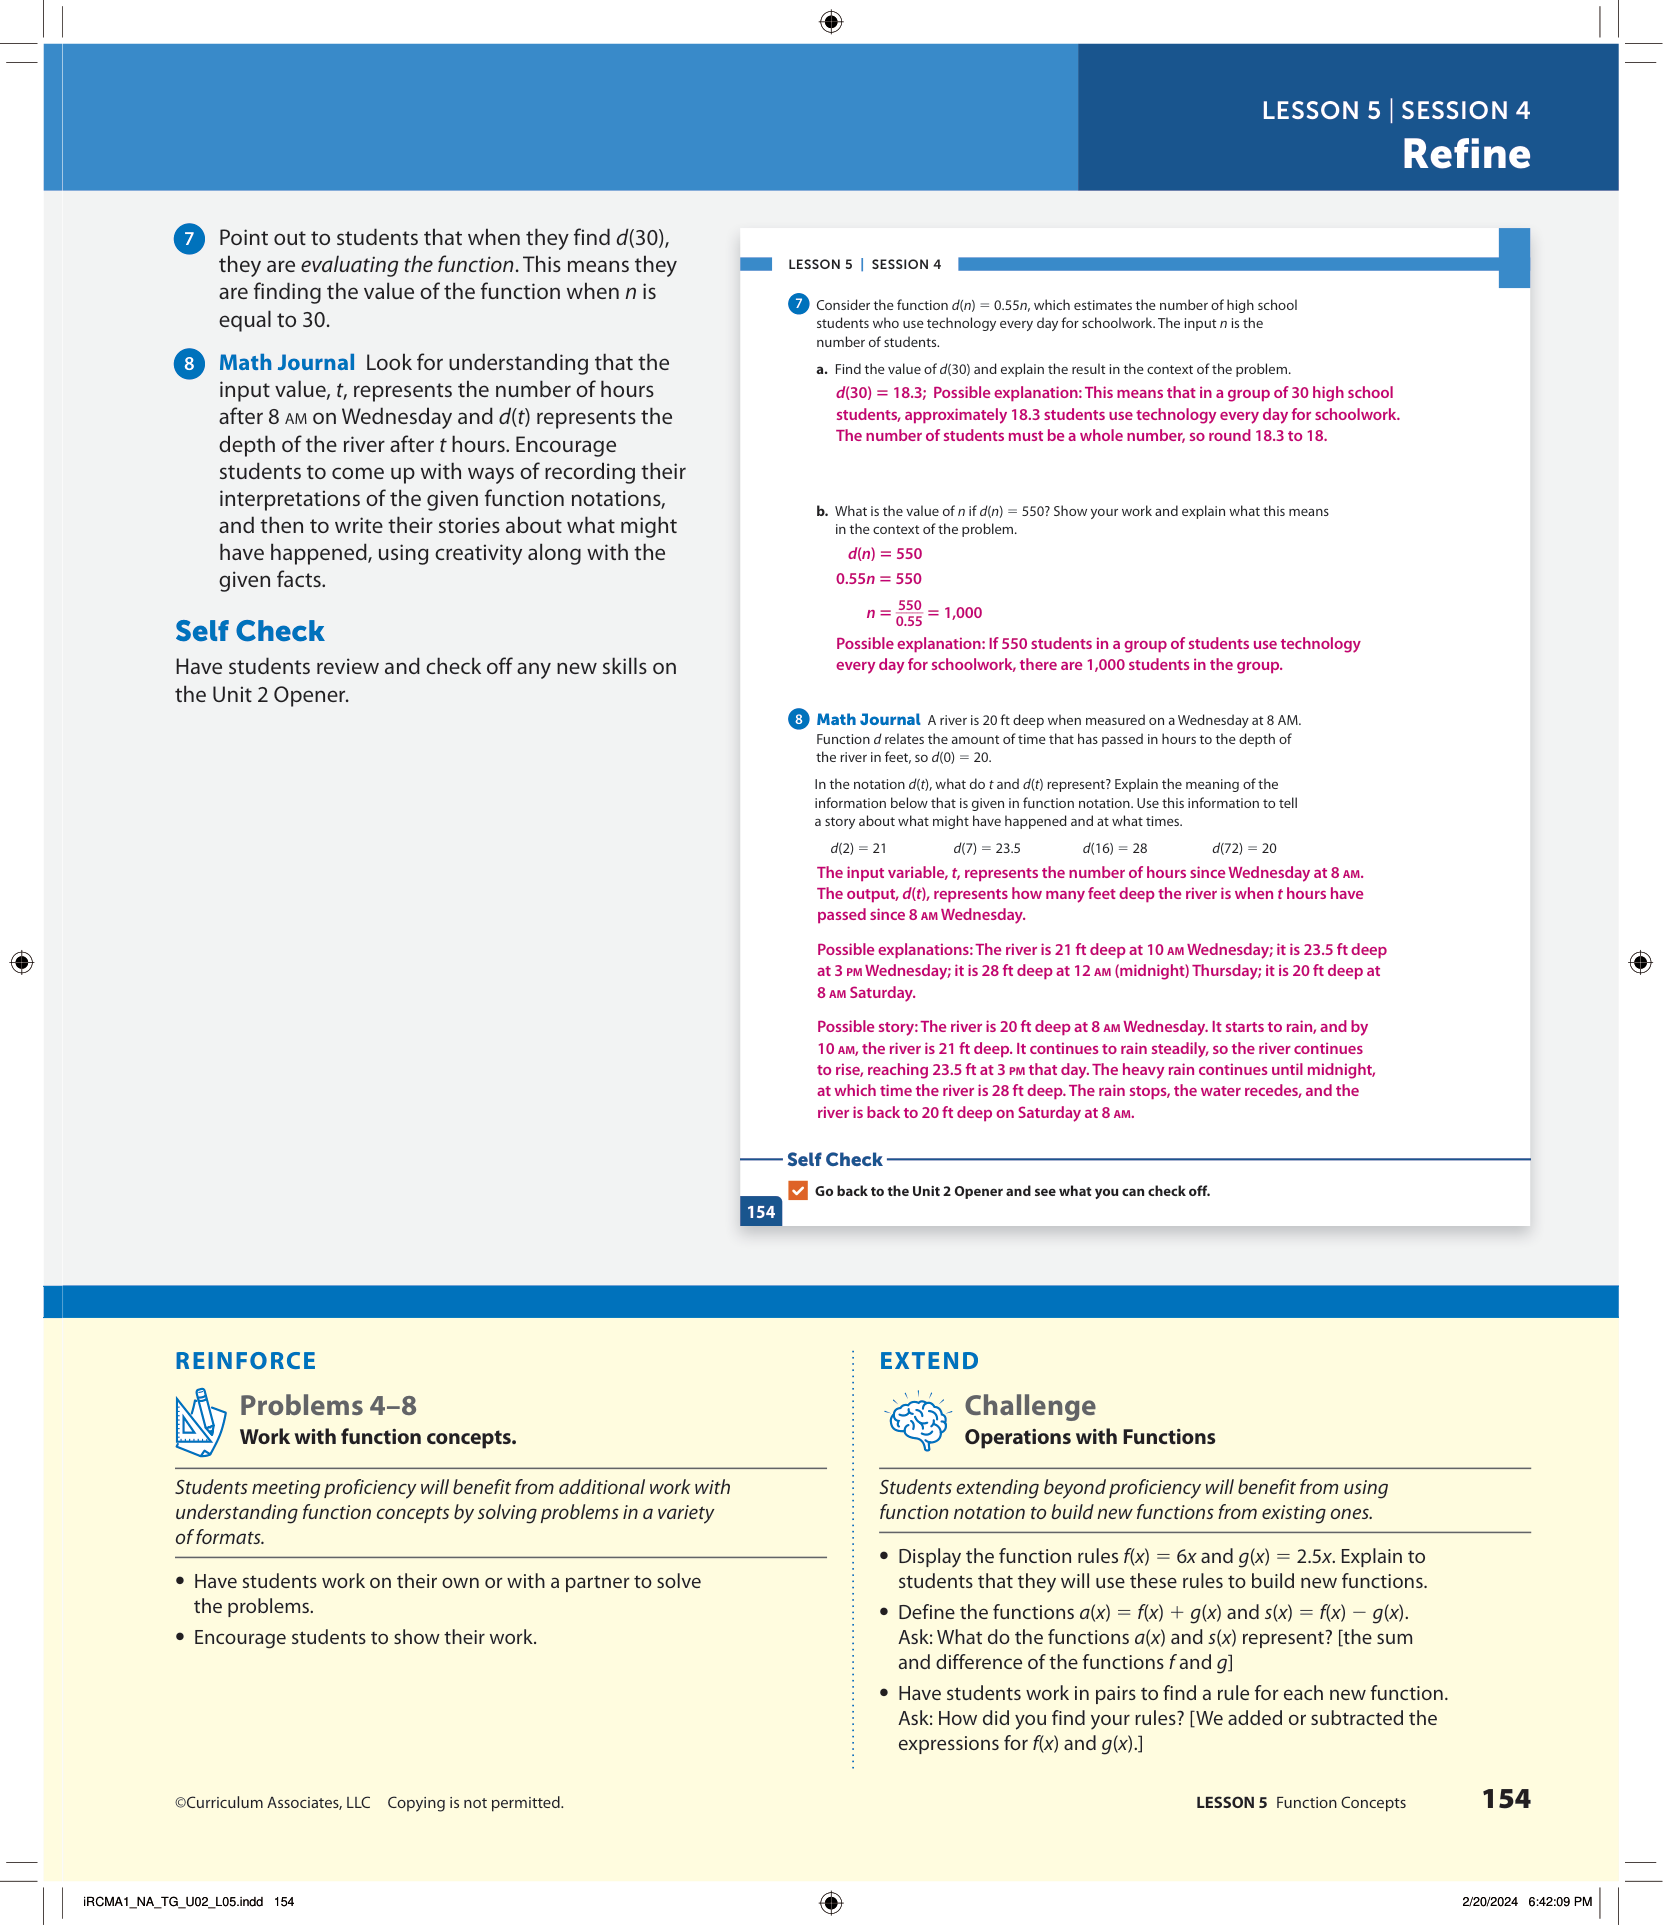 LESSON 5 | SESSION 4
Refine
7 Point out to students that when they find d(30),
they are evaluating the function. This means they
are finding the value of the function when n is
equal to 30.
8 Math Journal Look for understanding that the
input value, t, represents the number of hours
after 8 AM on Wednesday and d(t) represents the
depth of the river after t hours. Encourage
students to come up with ways of recording their
interpretations of the given function notations,
and then to write their stories about what might
have happened, using creativity along with the
given facts.
Self Check
Have students review and check off any new skills on
the Unit 2 Opener.
LESSON 5 | SESSION 4
7 Consider the function d(n) = 0.55n, which estimates the number of high school
students who use technology every day for schoolwork. The input n is the
number of students.
a. Find the value of d(30) and explain the result in the context of the problem.
d(30) = 18.3; Possible explanation: This means that in a group of 30 high school
students, approximately 18.3 students use technology every day for schoolwork.
The number of students must be a whole number, so round 18.3 to 18.
b. What is the value of n if d(n) = 550? Show your work and explain what this means
in the context of the problem.
d(n) = 550
0.55n = 550
n = 550/0.55 = 1,000
Possible explanation: If 550 students in a group of students use technology
every day for schoolwork, there are 1,000 students in the group.
8 Math Journal A river is 20 ft deep when measured on a Wednesday at 8 AM.
Function d relates the amount of time that has passed in hours to the depth of
the river in feet, so d(0) = 20.
In the notation d(t), what do t and d(t) represent? Explain the meaning of the
information below that is given in function notation. Use this information to tell
a story about what might have happened and at what times.
d(2) = 21 d(7) = 23.5 d(16) = 28 d(72) = 20
The input variable, t, represents the number of hours since Wednesday at 8 AM.
The output, d(t), represents how many feet deep the river is when t hours have
passed since 8 AM Wednesday.
Possible explanations: The river is 21 ft deep at 10 AM Wednesday; it is 23.5 ft deep
at 3 PM Wednesday; it is 28 ft deep at 12 AM (midnight) Thursday; it is 20 ft deep at
8 AM Saturday.
Possible story: The river is 20 ft deep at 8 AM Wednesday. It starts to rain, and by
10 AM, the river is 21 ft deep. It continues to rain steadily, so the river continues
to rise, reaching 23.5 ft at 3 PM that day. The heavy rain continues until midnight,
at which time the river is 28 ft deep. The rain stops, the water recedes, and the
river is back to 20 ft deep on Saturday at 8 AM.
Self Check
Go back to the Unit 2 Opener and see what you can check off.
154
REINFORCE
Problems 4–8
Work with function concepts.
Students meeting proficiency will benefit from additional work with
understanding function concepts by solving problems in a variety
of formats.
• Have students work on their own or with a partner to solve
the problems.
• Encourage students to show their work.
EXTEND
Challenge
Operations with Functions
Students extending beyond proficiency will benefit from using
function notation to build new functions from existing ones.
• Display the function rules f(x) = 6x and g(x) = 2.5x. Explain to
students that they will use these rules to build new functions.
• Define the functions a(x) = f(x) + g(x) and s(x) = f(x) − g(x).
Ask: What do the functions a(x) and s(x) represent? [the sum
and difference of the functions f and g]
• Have students work in pairs to find a rule for each new function.
Ask: How did you find your rules? [We added or subtracted the
expressions for f(x) and g(x).]
©Curriculum Associates, LLC Copying is not permitted.
LESSON 5 Function Concepts 154
iRCMA1_NA_TG_U02_L05.indd 154
2/20/2024 6:42:09 PM